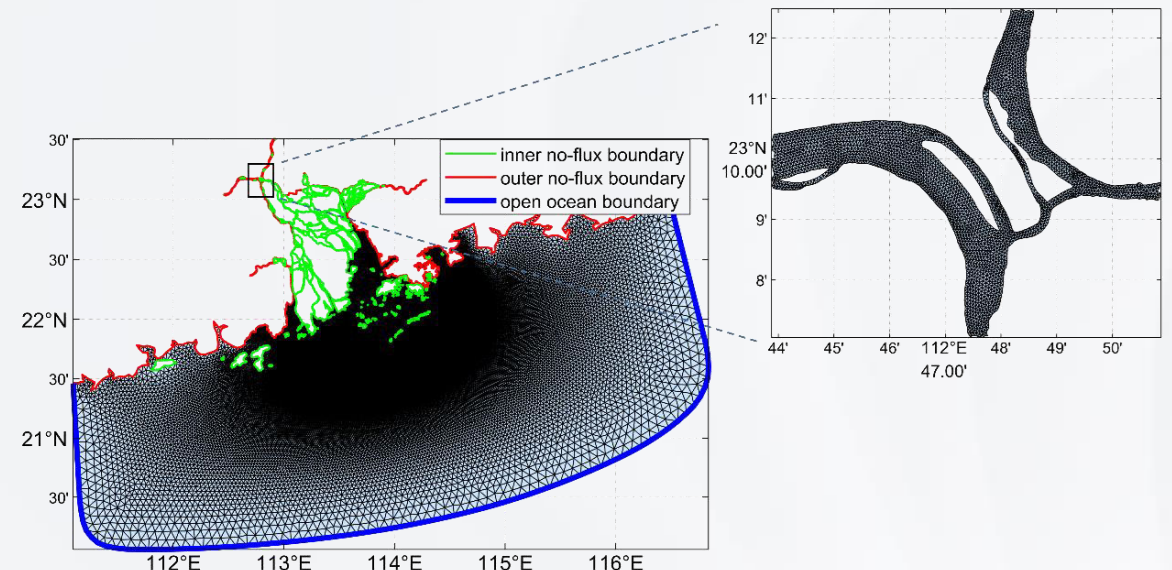 30'
23°N
30'
22°N
30'
21°N
30'
112°E 113°E 114°E 115°E 116°E
inner no-flux boundary
outer no-flux boundary
open ocean boundary
12'
11'
23°N
10.00'
9'
8'
44' 45' 46' 112°E 48' 49' 50'
47.00'